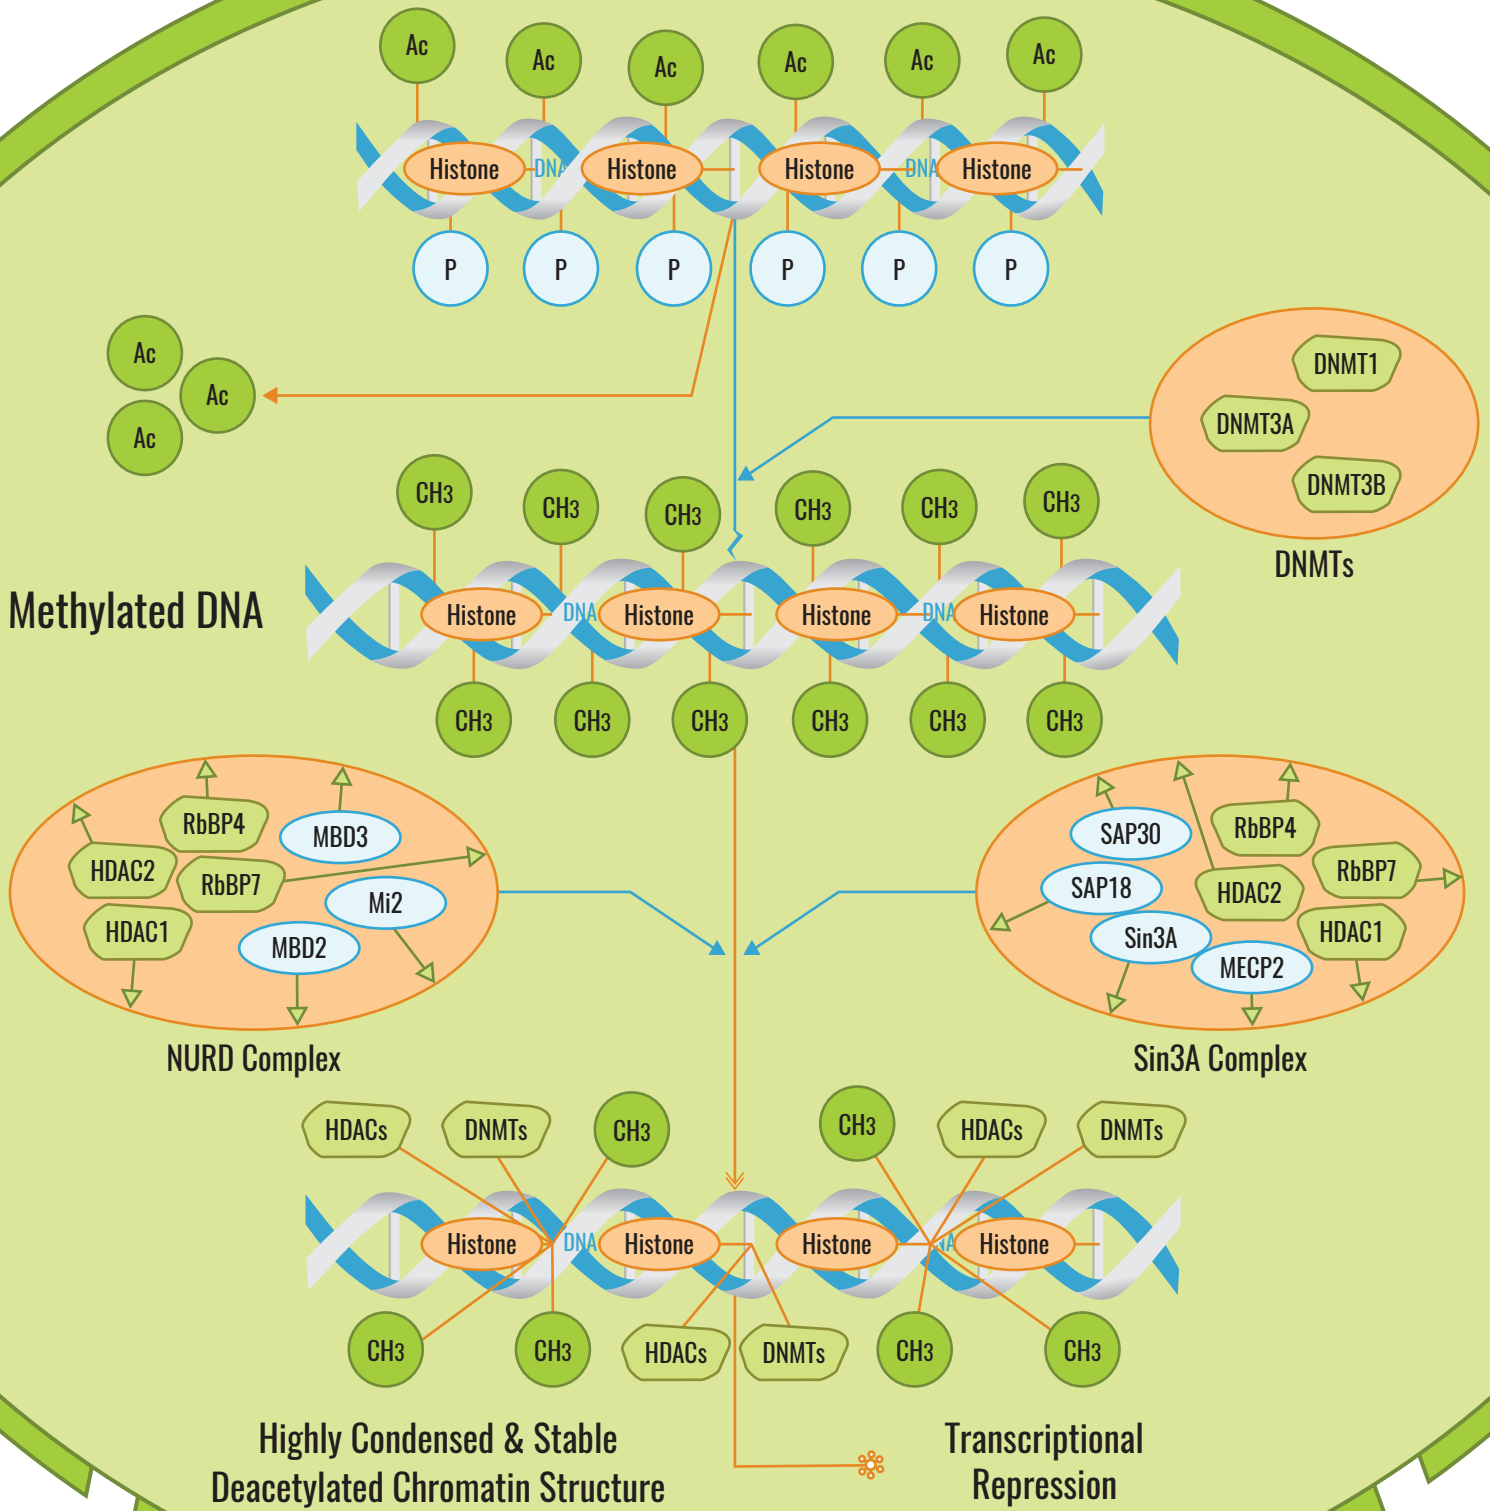 Ac
Ac
Ac
Ac
Ac
Ac
Histone
DNA
Histone
Histone
DNA
Histone
P
P
P
P
P
P
Ac
Ac
Ac
DNMT1
DNMT3A
DNMT3B
DNMTs
CH3
CH3
CH3
CH3
CH3
CH3
Methylated DNA
Histone
DNA
Histone
Histone
DNA
Histone
CH3
CH3
CH3
CH3
CH3
CH3
RbBP4
MBD3
HDAC2
RbBP7
Mi2
HDAC1
MBD2
NURD Complex
SAP30
RbBP4
RbBP7
SAP18
HDAC2
Sin3A
HDAC1
MECP2
Sin3A Complex
HDACs
DNMTs
CH3
CH3
HDACs
DNMTs
Histone
DNA
Histone
Histone
NA
Histone
CH3
CH3
HDACs
DNMTs
CH3
CH3
Highly Condensed & Stable
Deacetylated Chromatin Structure
Transcriptional
Repression